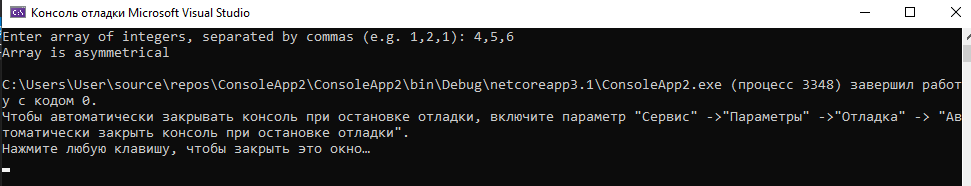 Консоль отладки Microsoft Visual Studio
Enter array of integers, separated by commas (e.g. 1,2,1): 4,5,6
Array is asymmetrical
C:\Users\User\source\repos\ConsoleApp2\ConsoleApp2\bin\Debug\netcoreapp3.1\ConsoleApp2.exe (процесс 3348) завершил работ
у с кодом 0.
Чтобы автоматически закрывать консоль при остановке отладки, включите параметр "Сервис" ->"Параметры" ->"Отладка" -> "Ав
томатически закрыть консоль при остановке отладки".
Нажмите любую клавишу, чтобы закрыть это окно…